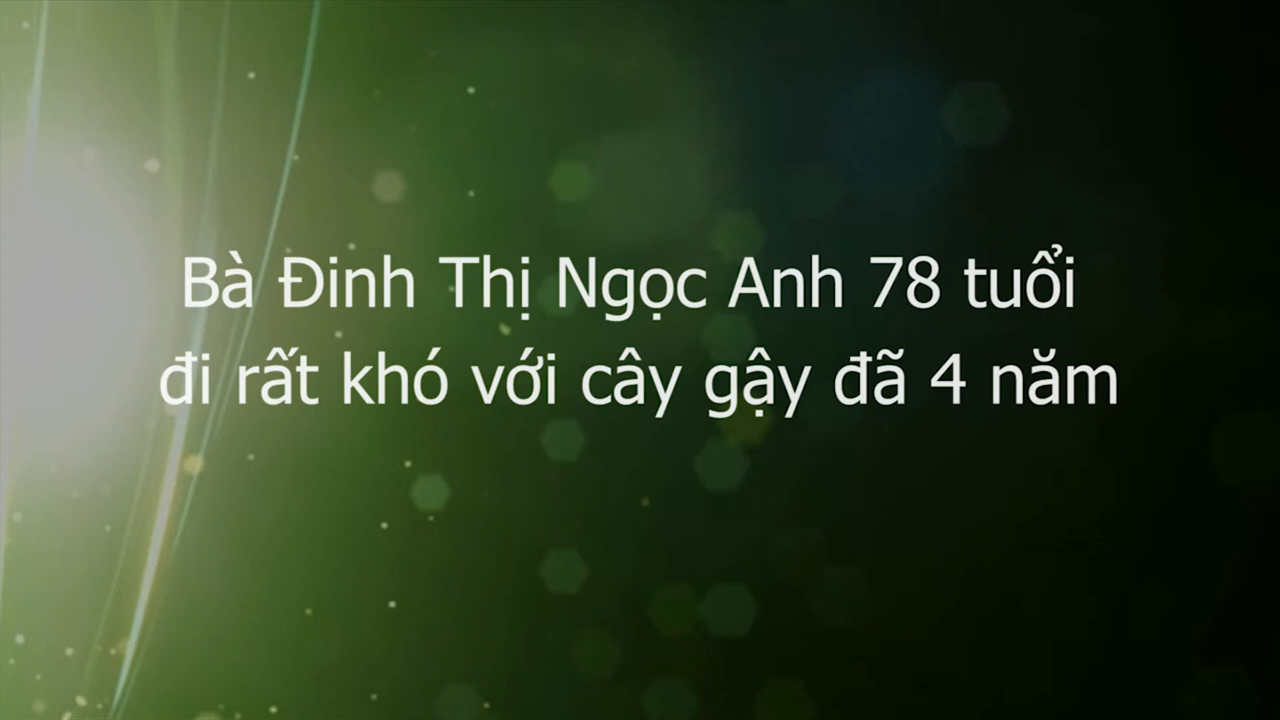 Bà Đinh Thị Ngọc Anh 78 tuổi
đi rất khó với cây gậy đã 4 năm